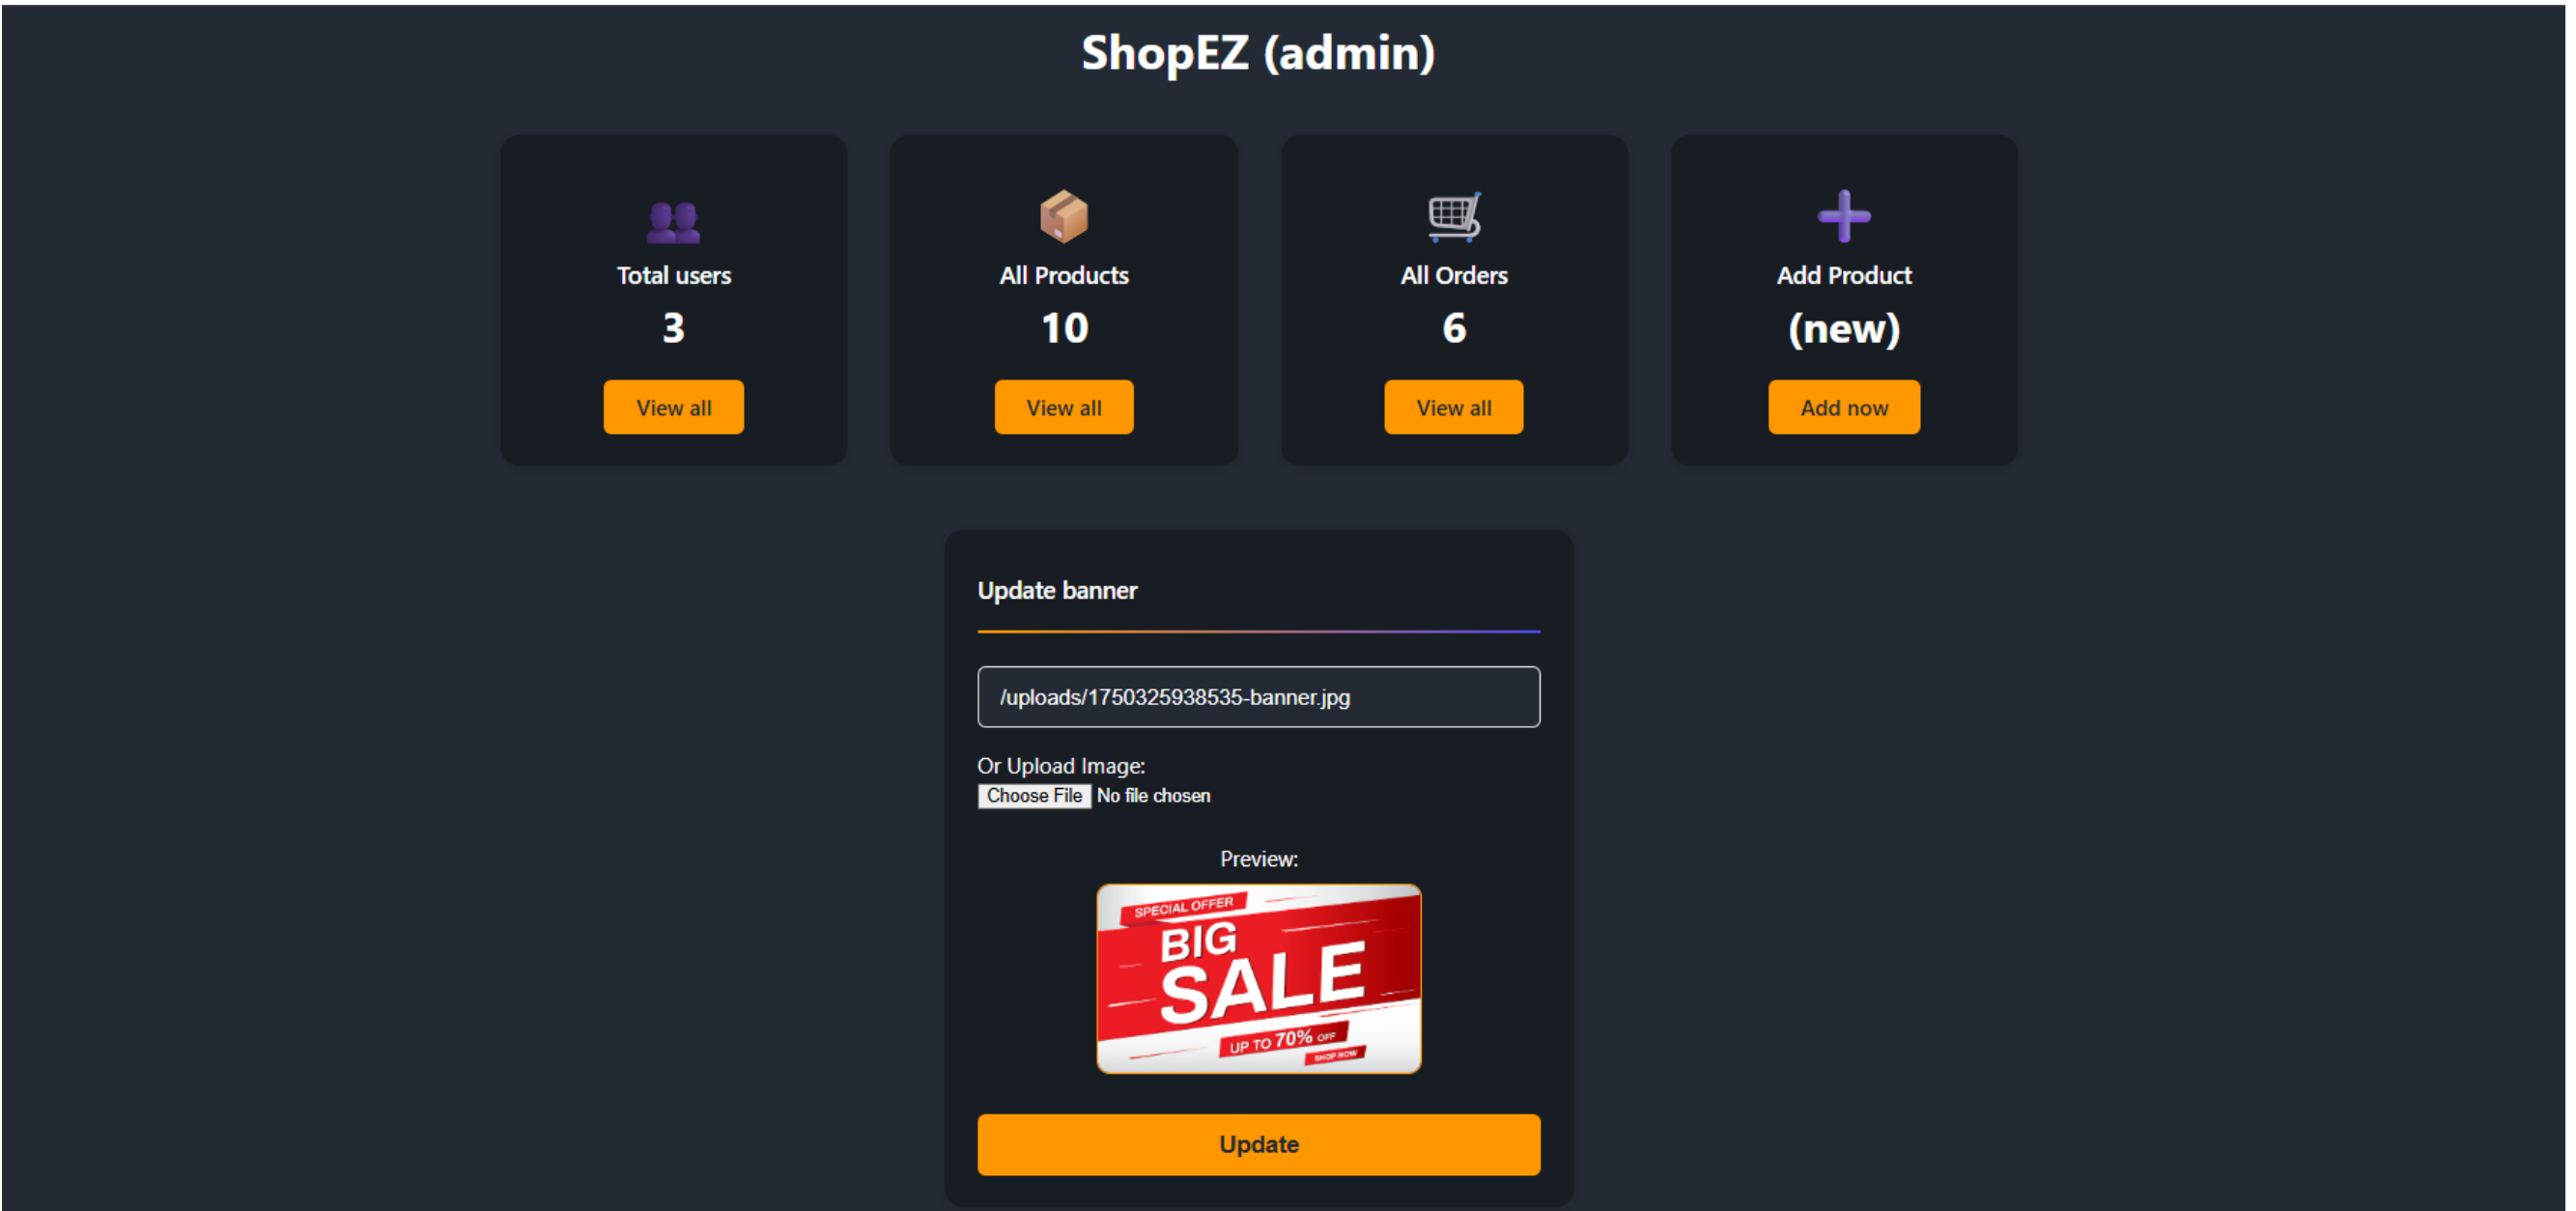 ShopEZ (admin)
Total users
3
View all
All Products
10
View all
All Orders
6
View all
Add Product
(new)
Add now
Update banner
/uploads/1750325938535-banner.jpg
Or Upload Image:
Choose File No file chosen
Preview:
SPECIAL OFFER
BIG
SALE
UP TO 70% OFF
SHOP NOW
Update